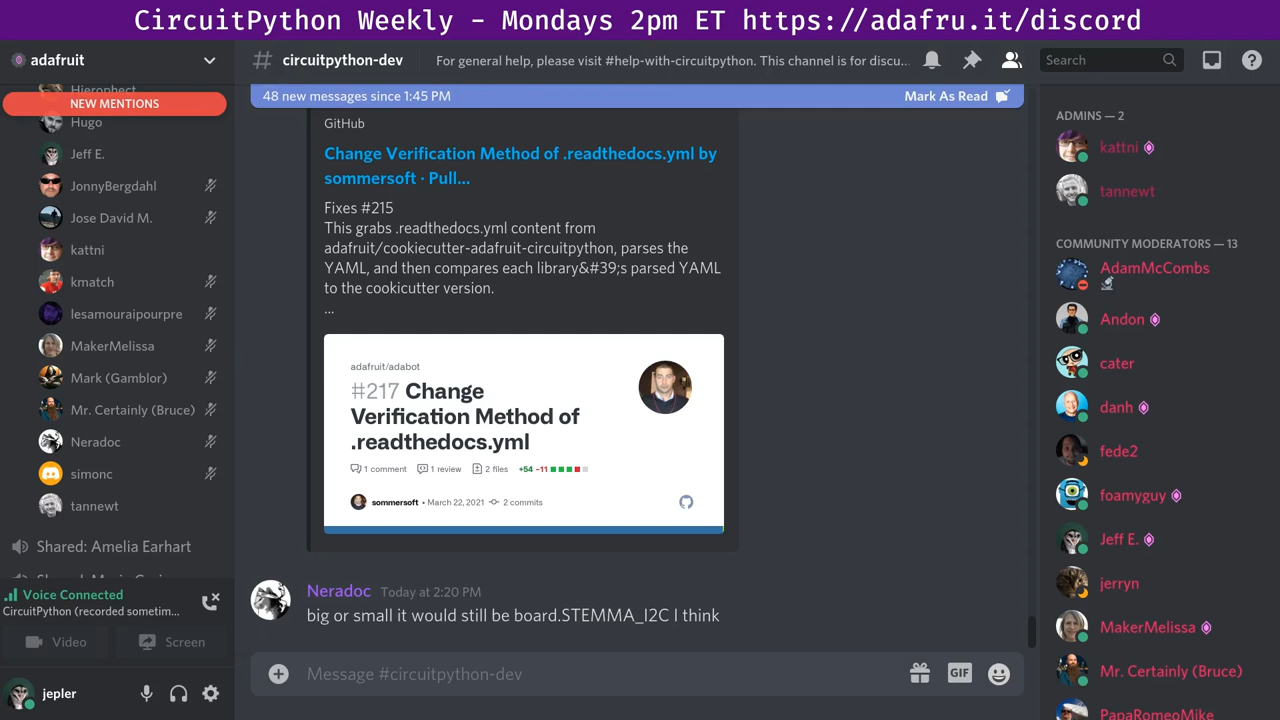 CircuitPython Weekly - Mondays 2pm ET https://adafru.it/discord
adafruit
Hierophect
NEW MENTIONS
Hugo
Jeff E.
JonnyBergdahl
Jose David M.
kattni
kmatch
lesamouraipourpre
MakerMelissa
Mark (Gamblor)
Mr. Certainly (Bruce)
Neradoc
simonc
tannewt
Shared: Amelia Earhart
Voice Connected
CircuitPython (recorded sometim...
Video
Screen
jepler
# circuitpython-dev
For general help, please visit #help-with-circuitpython. This channel is for discu...
Search
48 new messages since 1:45 PM
Mark As Read
GitHub
Change Verification Method of .readthedocs.yml by
sommersoft · Pull...
Fixes #215
This grabs .readthedocs.yml content from
adafruit/cookiecutter-adafruit-circuitpython, parses the
YAML, and then compares each library&#39;s parsed YAML
to the cookicutter version.
...
adafruit/adabot
#217 Change
Verification Method of
.readthedocs.yml
1 comment 1 review 2 files +54 −11
sommersoft • March 22, 2021 2 commits
Neradoc Today at 2:20 PM
big or small it would still be board.STEMMA_I2C I think
Message #circuitpython-dev
GIF
ADMINS — 2
kattni
tannewt
COMMUNITY MODERATORS — 13
AdamMcCombs
Andon
cater
danh
fede2
foamyguy
Jeff E.
jerryn
MakerMelissa
Mr. Certainly (Bruce)
PapaRomeoMike